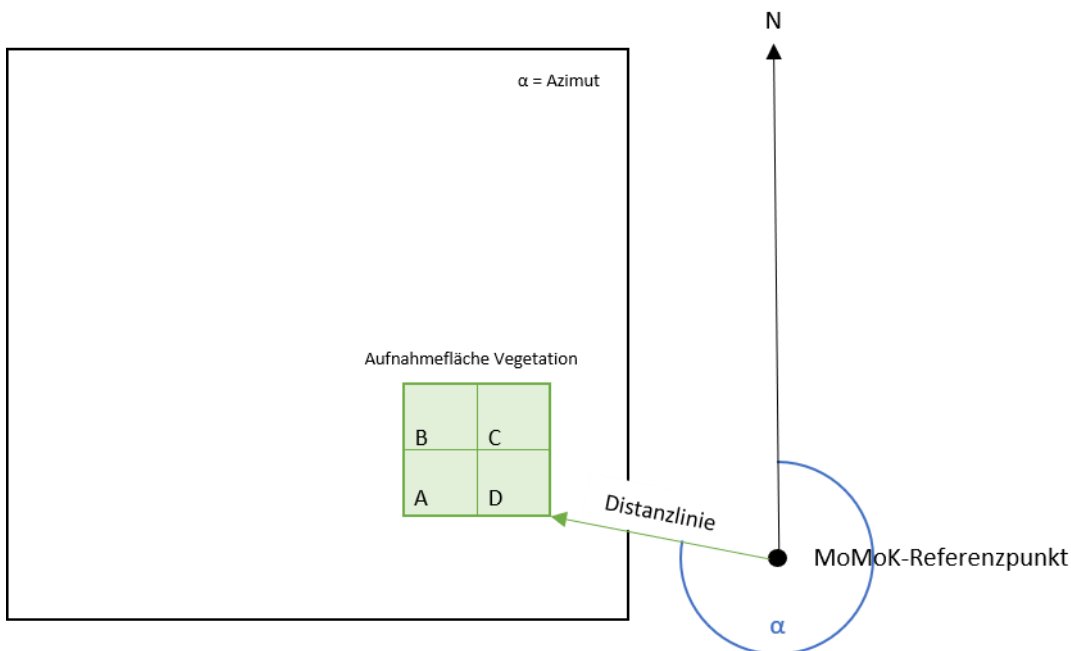 N
α = Azimut
Aufnahmefläche Vegetation
B C
A D
Distanzlinie
MoMoK-Referenzpunkt
α